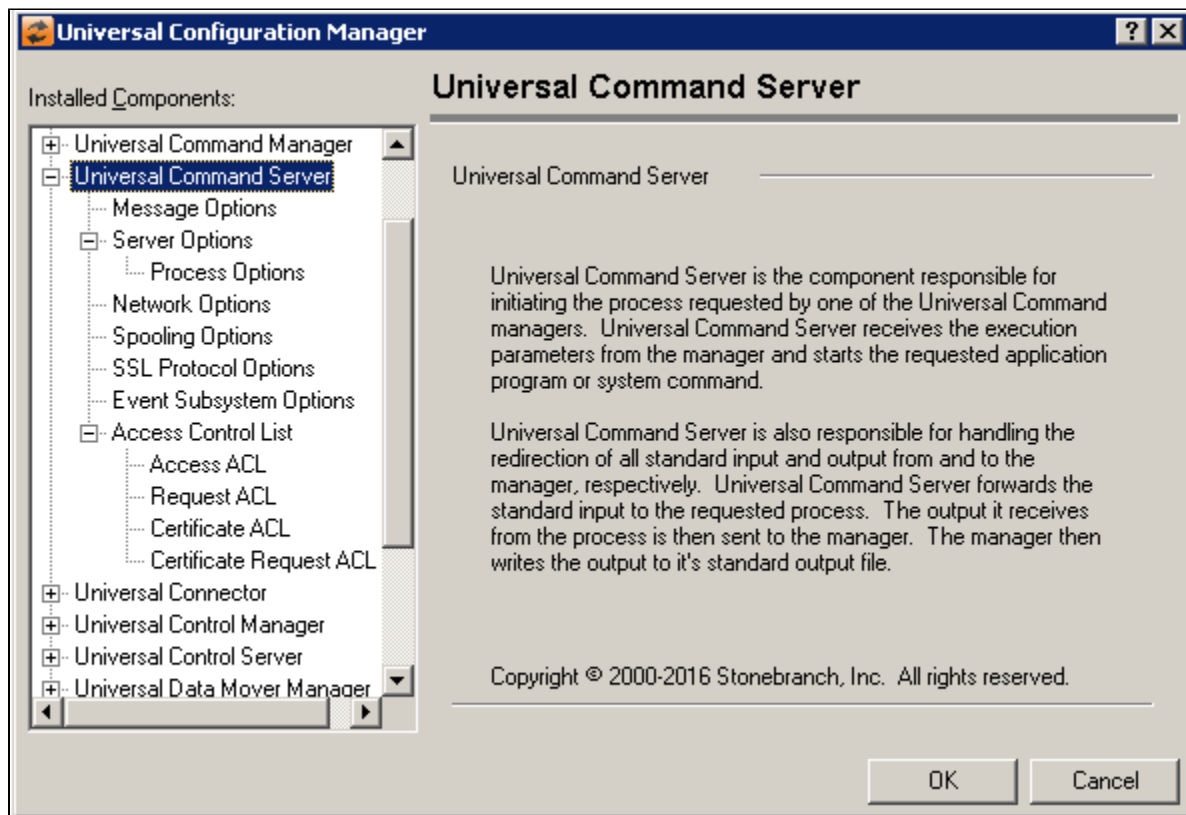 Universal Configuration Manager
Installed Components:
Universal Command Manager
Universal Command Server
Message Options
Server Options
Process Options
Network Options
Spooling Options
SSL Protocol Options
Event Subsystem Options
Access Control List
Access ACL
Request ACL
Certificate ACL
Certificate Request ACL
Universal Connector
Universal Control Manager
Universal Control Server
Universal Data Mover Manager
Universal Command Server
Universal Command Server
Universal Command Server is the component responsible for
initiating the process requested by one of the Universal Command
managers. Universal Command Server receives the execution
parameters from the manager and starts the requested application
program or system command.
Universal Command Server is also responsible for handling the
redirection of all standard input and output from and to the
manager, respectively. Universal Command Server forwards the
standard input to the requested process. The output it receives
from the process is then sent to the manager. The manager then
writes the output to it's standard output file.
Copyright © 2000-2016 Stonebranch, Inc. All rights reserved.
OK
Cancel